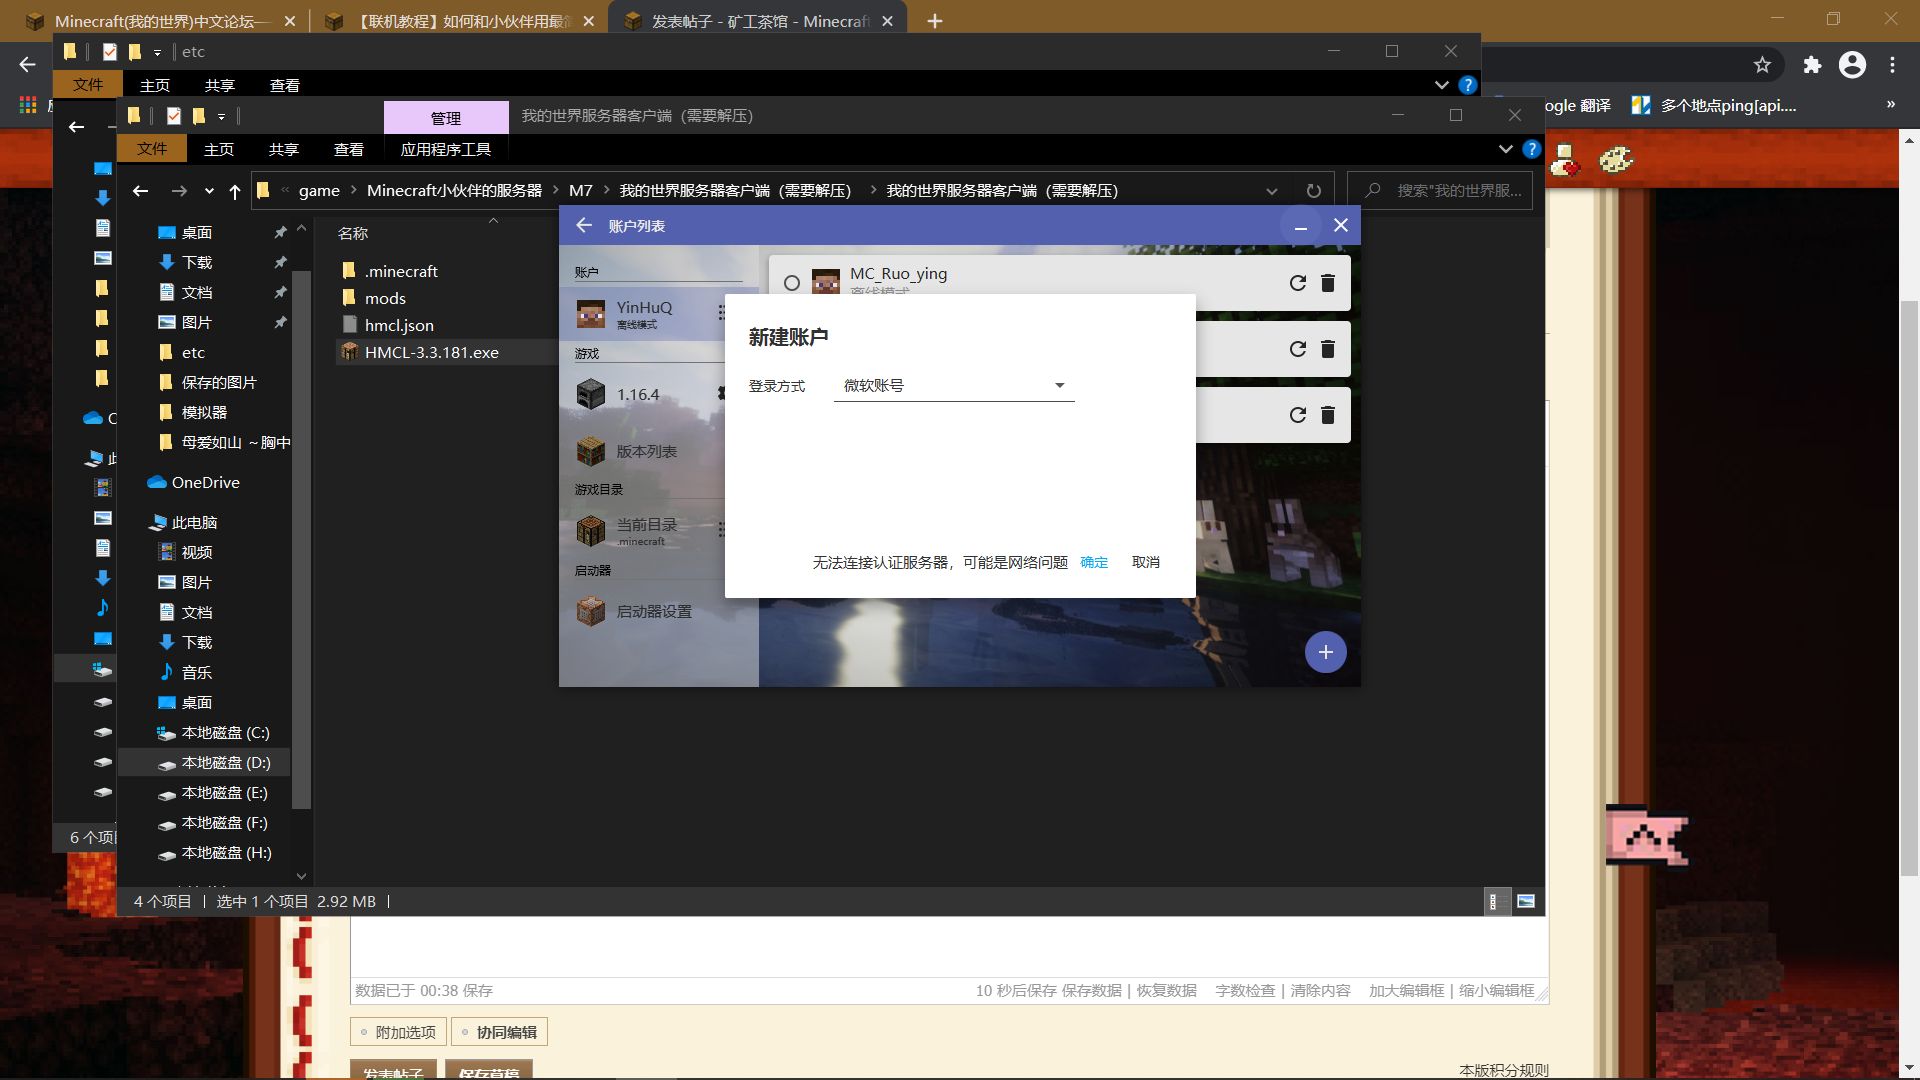 Minecraft(我的世界)中文论坛—
【联机教程】如何和小伙伴用最简
发表帖子 - 矿工茶馆 - Minecraft
etc
文件
主页
共享
查看
ogle 翻译
多个地点ping[api....
»
管理
我的世界服务器客户端（需要解压）
文件
主页
共享
查看
应用程序工具
game
Minecraft小伙伴的服务器
M7
我的世界服务器客户端（需要解压）
我的世界服务器客户端（需要解压）
搜索"我的世界服...
桌面
下载
文档
图片
etc
保存的图片
模拟器
母爱如山 ～胸中
OneDrive
此电脑
视频
图片
文档
下载
音乐
桌面
本地磁盘 (C:)
本地磁盘 (D:)
本地磁盘 (E:)
本地磁盘 (F:)
本地磁盘 (H:)
名称
.minecraft
mods
hmcl.json
HMCL-3.3.181.exe
账户列表
账户
YinHuQ
离线模式
游戏
1.16.4
版本列表
游戏目录
当前目录
.minecraft
启动器
启动器设置
MC_Ruo_ying
离线模式
新建账户
登录方式
微软账号
无法连接认证服务器，可能是网络问题
确定
取消
6 个项目
4 个项目
选中 1 个项目 2.92 MB
数据已于 00:38 保存
10 秒后保存 保存数据 | 恢复数据 字数检查 | 清除内容 加大编辑框 | 缩小编辑框
附加选项
协同编辑
发表帖子
保存草稿
本版积分规则